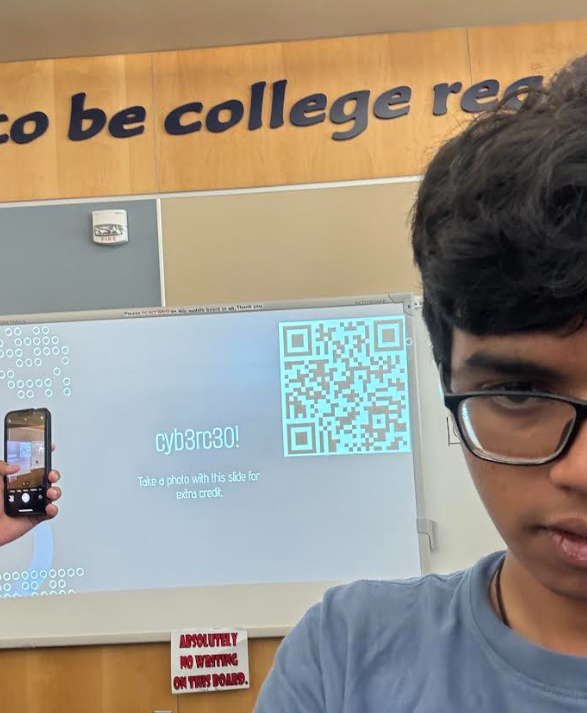 to be college rea
FIRE
Please DO NOT WRITE on this mobile board at all. Thank you
cyb3rc30!
Take a photo with this slide for
extra credit.
ABSOLUTELY
NO WRITING
ON THIS BOARD.